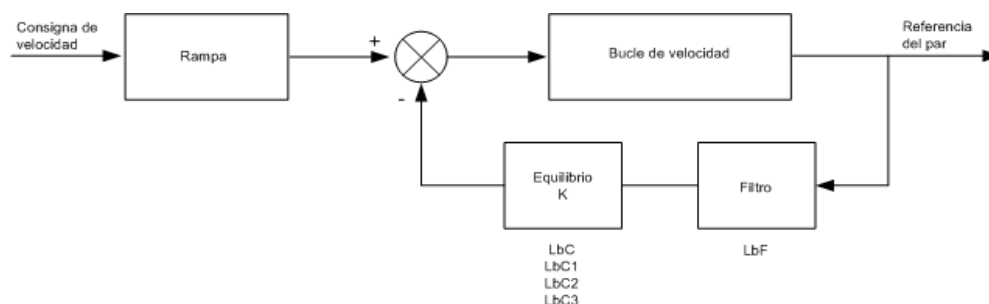 Consigna de
velocidad
Rampa
+
-
Bucle de velocidad
Referencia
del par
Equilibrio
K
Filtro
LbC
LbC1
LbC2
LbC3
LbF